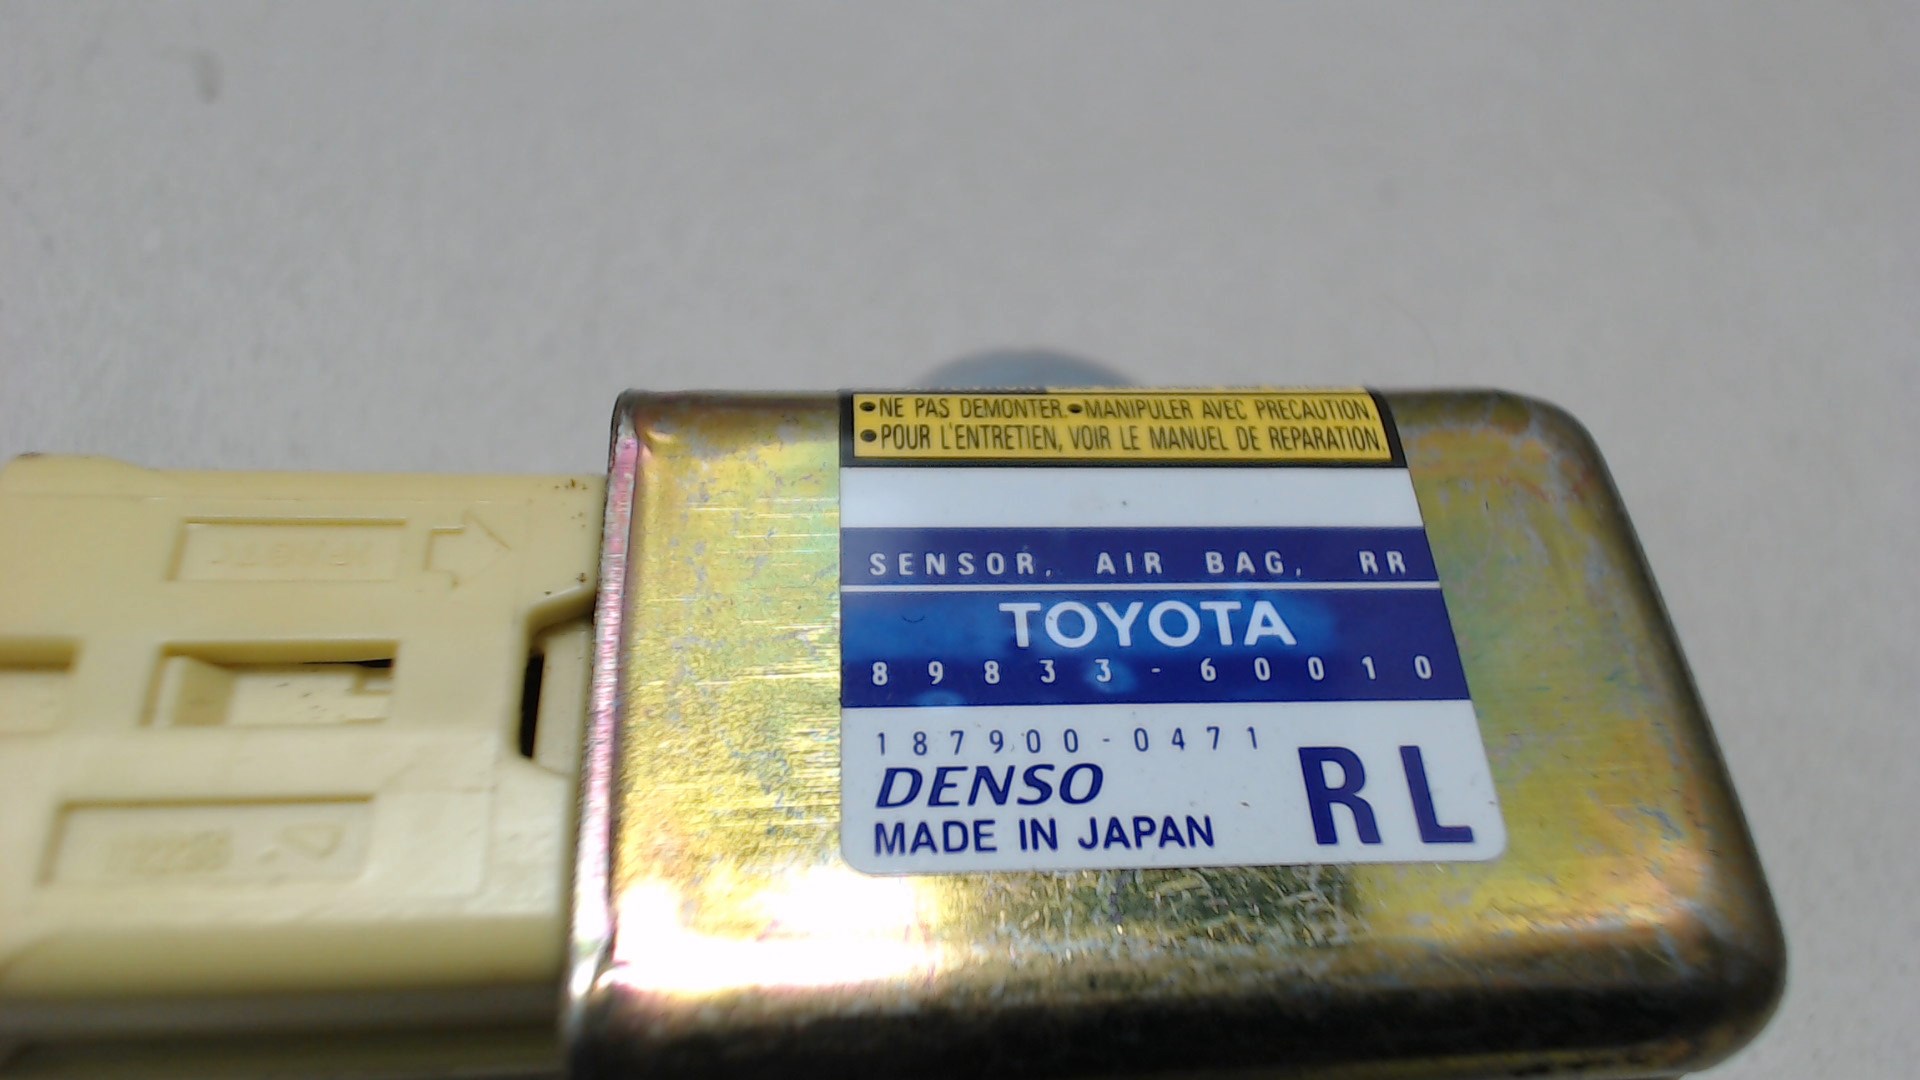 •NE PAS DEMONTER.•MANIPULER AVEC PRECAUTION.
•POUR L'ENTRETIEN, VOIR LE MANUEL DE REPARATION.
SENSOR, AIR BAG, RR
TOYOTA
89833-60010
187900-0471
DENSO
MADE IN JAPAN
RL